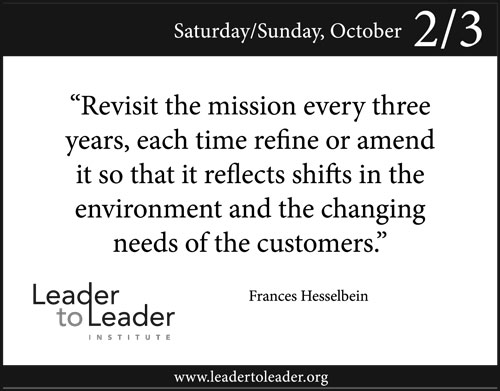 Saturday/Sunday, October 2/3
“Revisit the mission every three
years, each time refine or amend
it so that it reflects shifts in the
environment and the changing
needs of the customers.”
Frances Hesselbein
Leader
to Leader
INSTITUTE
www.leadertoleader.org